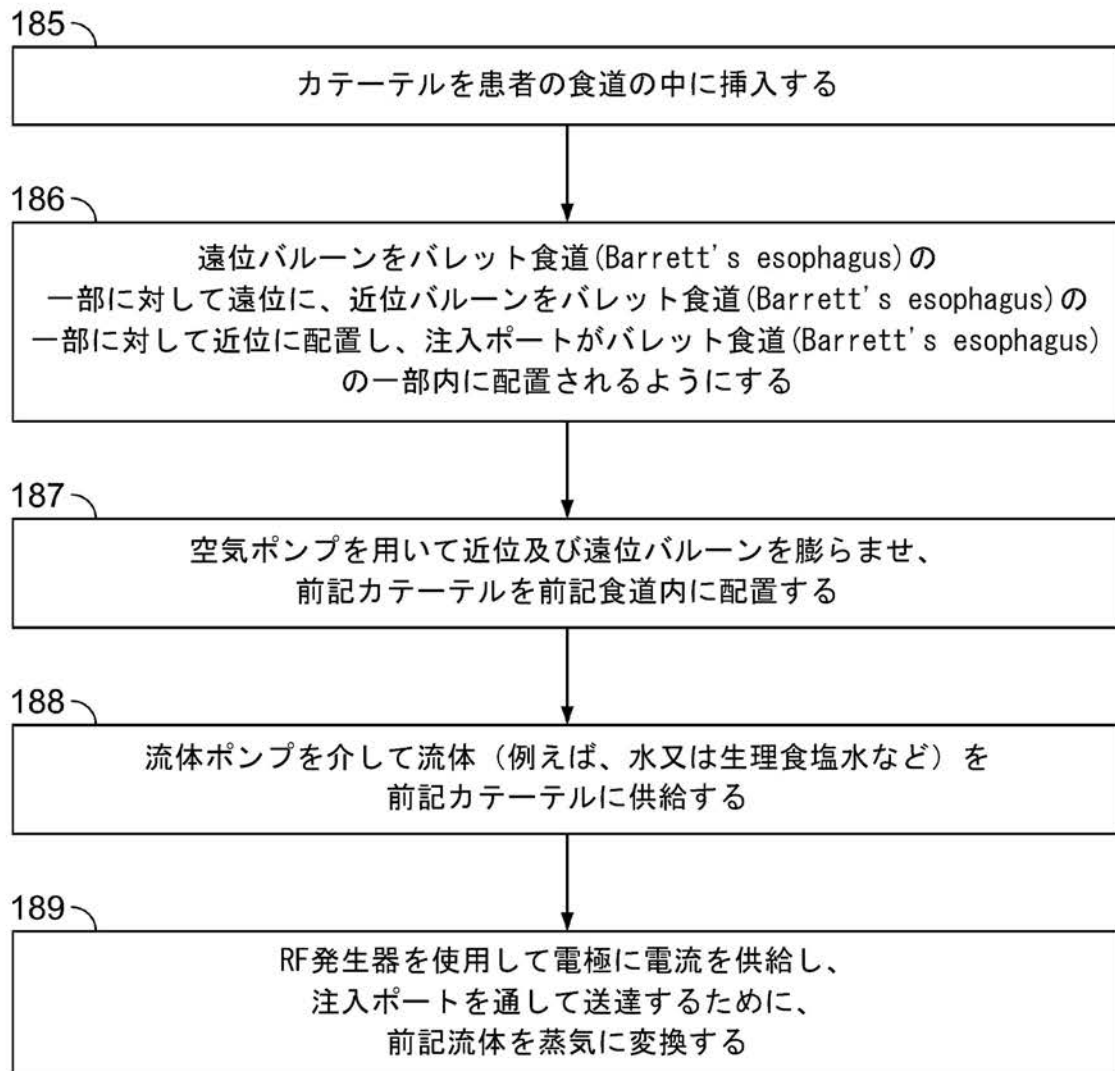 185
カテーテルを患者の食道の中に挿入する
186
遠位バルーンをバレット食道(Barrett's esophagus)の
一部に対して遠位に、近位バルーンをバレット食道(Barrett's esophagus)の
一部に対して近位に配置し、注入ポートがバレット食道(Barrett's esophagus)
の一部内に配置されるようにする
187
空気ポンプを用いて近位及び遠位バルーンを膨らませ、
前記カテーテルを前記食道内に配置する
188
流体ポンプを介して流体（例えば、水又は生理食塩水など）を
前記カテーテルに供給する
189
RF発生器を使用して電極に電流を供給し、
注入ポートを通して送達するために、
前記流体を蒸気に変換する